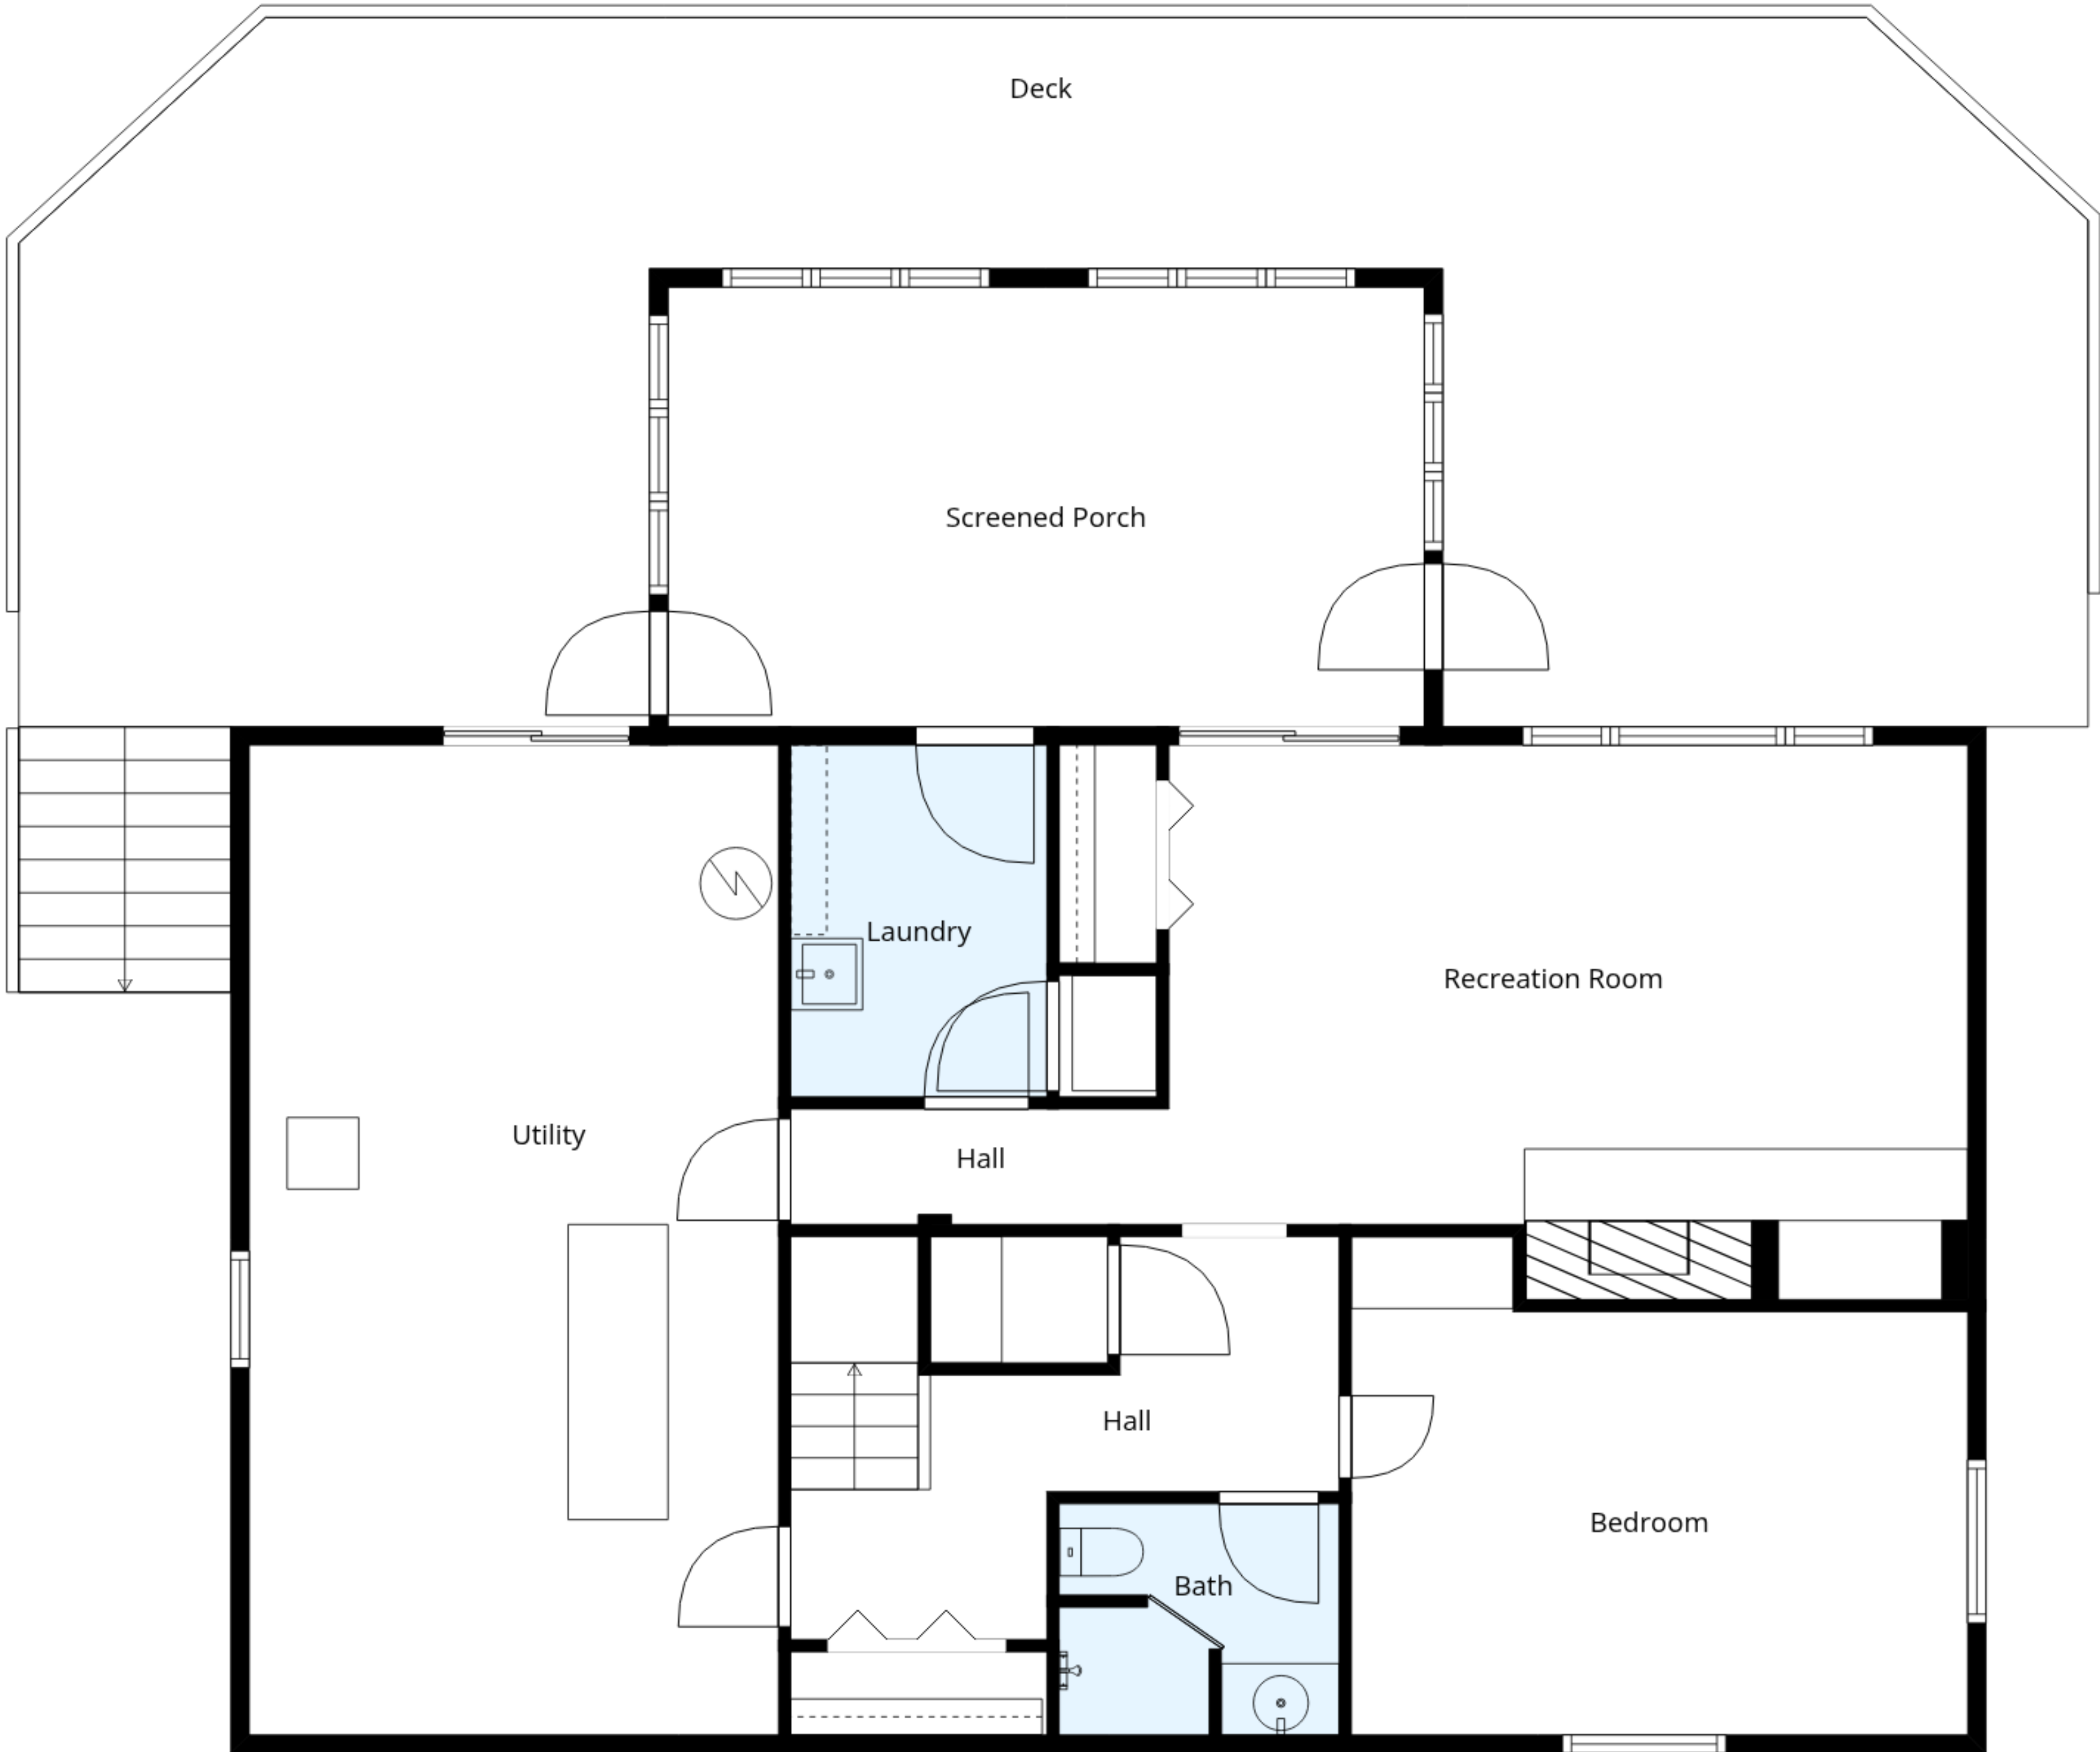 Deck
Screened Porch
Laundry
Recreation Room
Utility
Hall
Hall
Bedroom
Bath